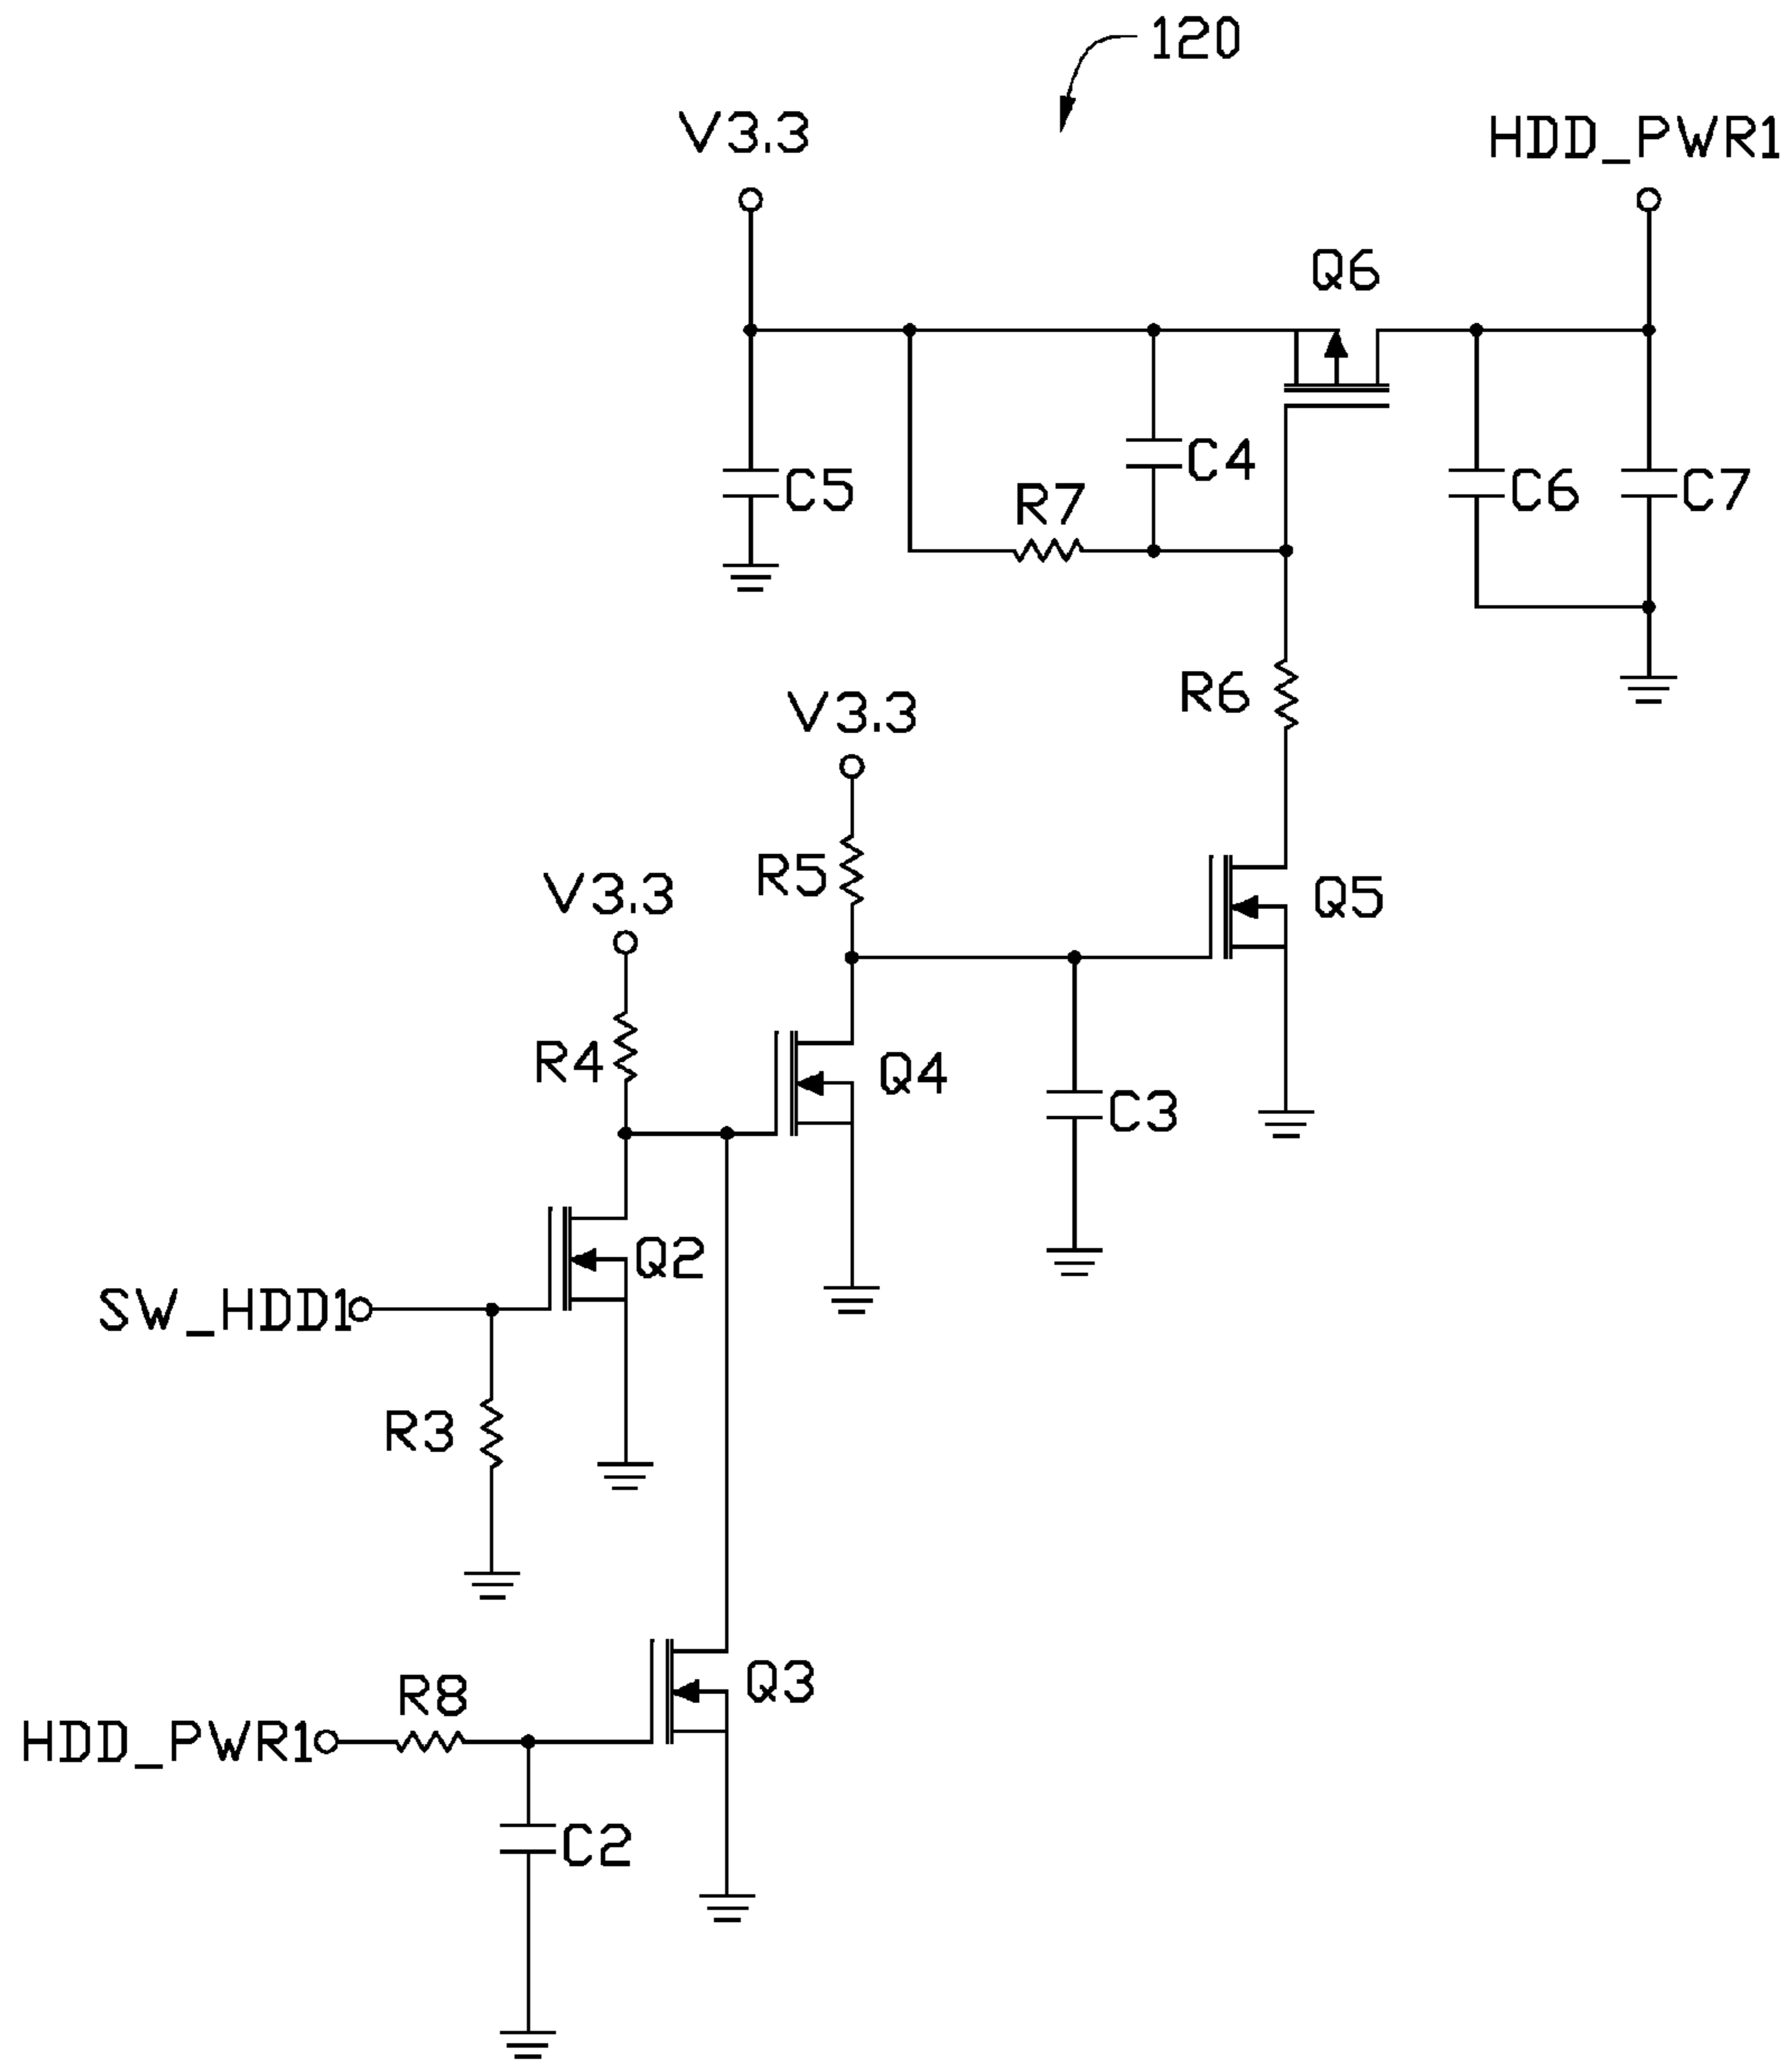 120
V3.3
HDD_PWR1
Q6
C5
R7
C4
C6
C7
R6
V3.3
R5
Q5
V3.3
R4
Q4
C3
Q2
SW_HDD1
R3
Q3
R8
HDD_PWR1
C2